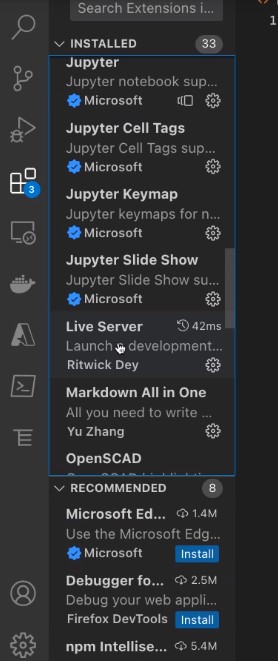 Search Extensions i...
1
INSTALLED 33
Jupyter
Jupyter notebook sup...
Microsoft
Jupyter Cell Tags
Jupyter Cell Tags sup...
Microsoft
Jupyter Keymap
Jupyter keymaps for n...
Microsoft
Jupyter Slide Show
Jupyter Slide Show su...
Microsoft
3
Live Server 42ms
Launch a development...
Ritwick Dey
Markdown All in One
All you need to write ...
Yu Zhang
OpenSCAD
RECOMMENDED 8
Microsoft Ed... 1.4M
Use the Microsoft Edg...
Microsoft Install
Debugger fo... 2.5M
Debug your web appli...
Firefox DevTools Install
npm Intellise... 5.4M